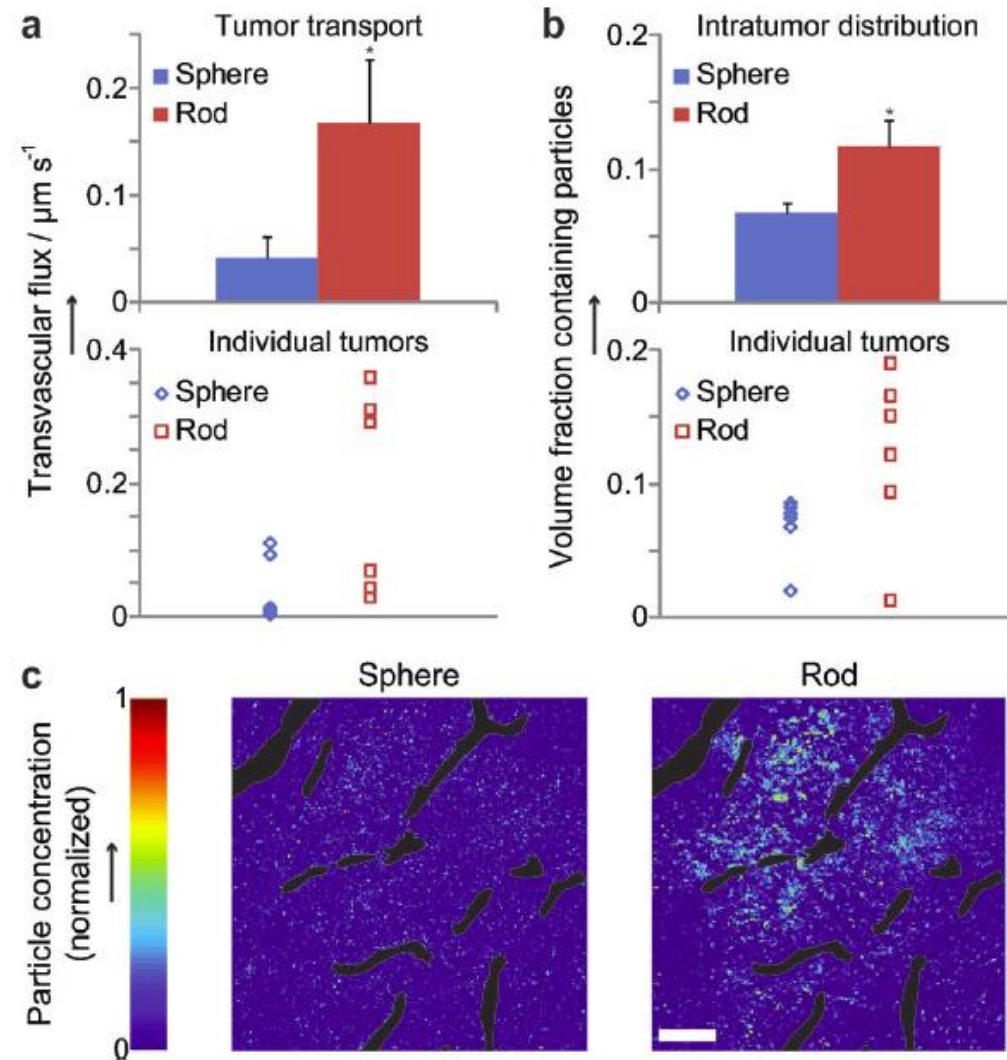 a
Tumor transport
Transvascular flux / µm s⁻¹
0.2
0.1
0
Sphere
Rod
*
Individual tumors
0.4
0.2
0
Sphere
Rod
b
Intratumor distribution
Volume fraction containing particles
0.2
0.1
0
Sphere
Rod
*
Individual tumors
0.2
0.1
0
Sphere
Rod
c
Particle concentration
(normalized)
1
0
Sphere
Rod